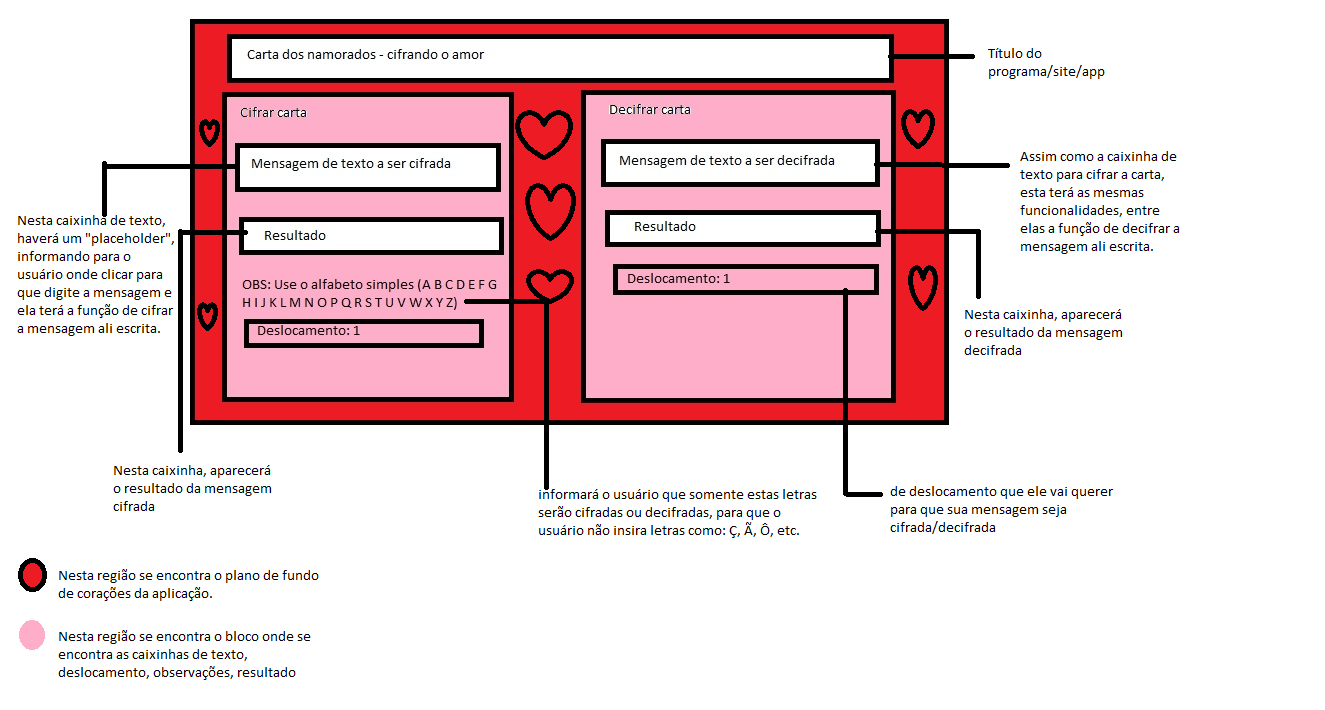 Carta dos namorados - cifrando o amor
Título do
programa/site/app
Cifrar carta
Mensagem de texto a ser cifrada
Resultado
OBS: Use o alfabeto simples (A B C D E F G
H I J K L M N O P Q R S T U V W X Y Z)
Deslocamento: 1
Decifrar carta
Mensagem de texto a ser decifrada
Resultado
Deslocamento: 1
Nesta caixinha de texto,
haverá um "placeholder",
informando para o
usuário onde clicar para
que digite a mensagem e
ela terá a função de cifrar
a mensagem ali escrita.
Assim como a caixinha de
texto para cifrar a carta,
esta terá as mesmas
funcionalidades, entre
elas a função de decifrar a
mensagem ali escrita.
Nesta caixinha, aparecerá
o resultado da mensagem
decifrada
Nesta caixinha, aparecerá
o resultado da mensagem
cifrada
informará o usuário que somente estas letras
serão cifradas ou decifradas, para que o
usuário não insira letras como: Ç, Ã, Ô, etc.
de deslocamento que ele vai querer
para que sua mensagem seja
cifrada/decifrada
Nesta região se encontra o plano de fundo
de corações da aplicação.
Nesta região se encontra o bloco onde se
encontra as caixinhas de texto,
deslocamento, observações, resultado